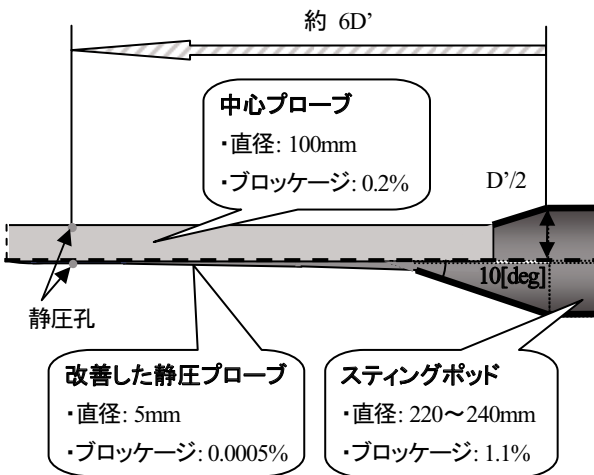 約 6D’
中心プローブ
・直径: 100mm
・ブロッケージ: 0.2%
D’/2
10[deg]
静圧孔
改善した静圧プローブ
・直径: 5mm
・ブロッケージ: 0.0005%
スティングポッド
・直径: 220～240mm
・ブロッケージ: 1.1%